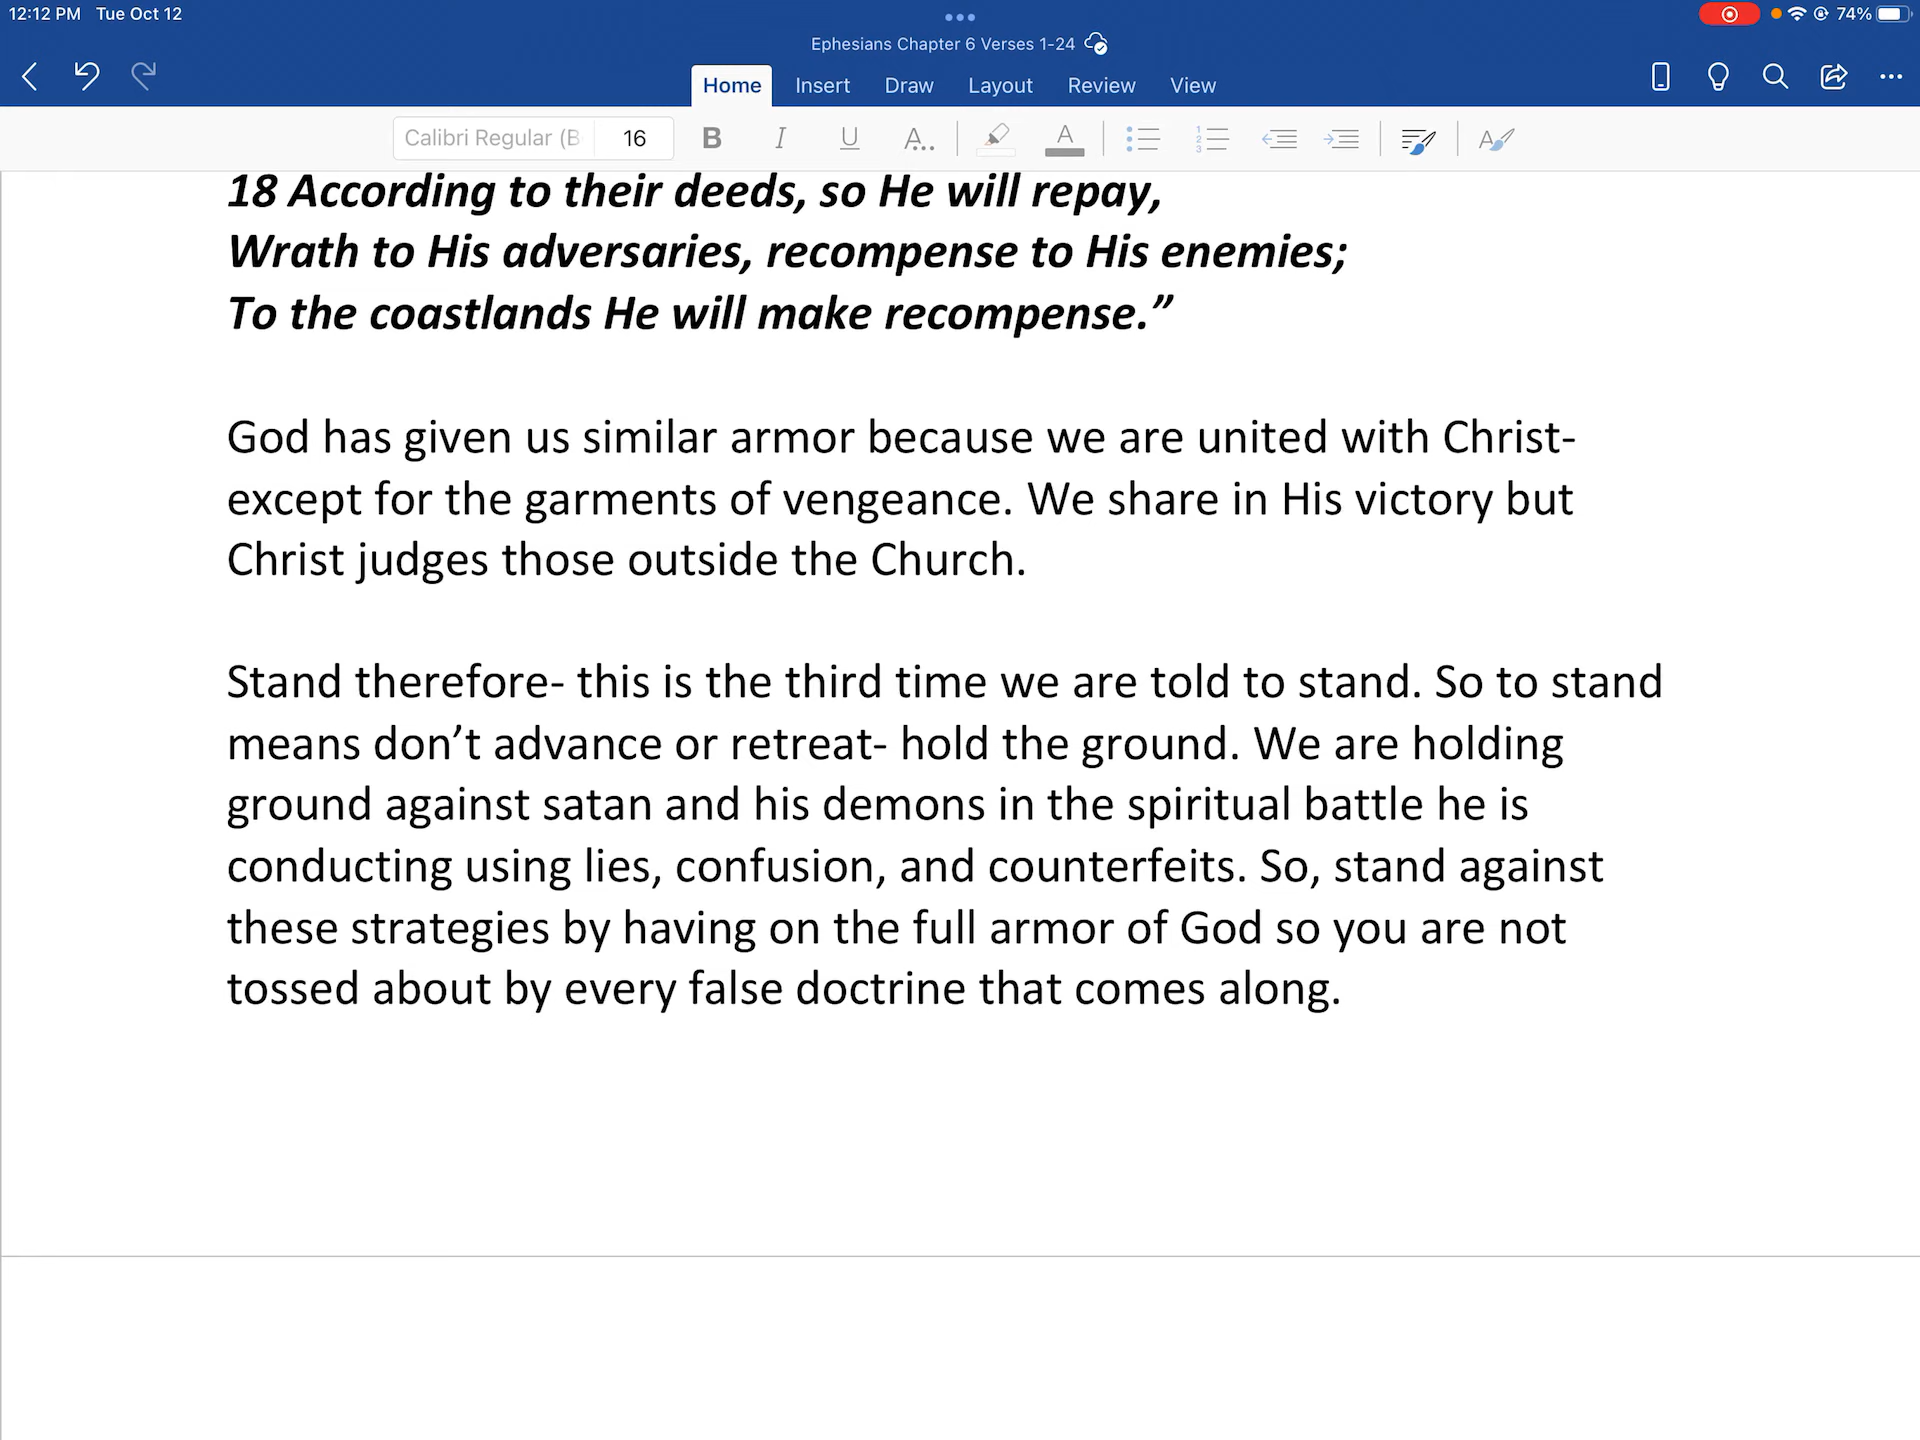 12:12 PM Tue Oct 12
74%
Ephesians Chapter 6 Verses 1-24
Home Insert Draw Layout Review View
Calibri Regular (B 16 B I U A.. A
18 According to their deeds, so He will repay,
Wrath to His adversaries, recompense to His enemies;
To the coastlands He will make recompense.”
God has given us similar armor because we are united with Christ-
except for the garments of vengeance. We share in His victory but
Christ judges those outside the Church.
Stand therefore- this is the third time we are told to stand. So to stand
means don’t advance or retreat- hold the ground. We are holding
ground against satan and his demons in the spiritual battle he is
conducting using lies, confusion, and counterfeits. So, stand against
these strategies by having on the full armor of God so you are not
tossed about by every false doctrine that comes along.